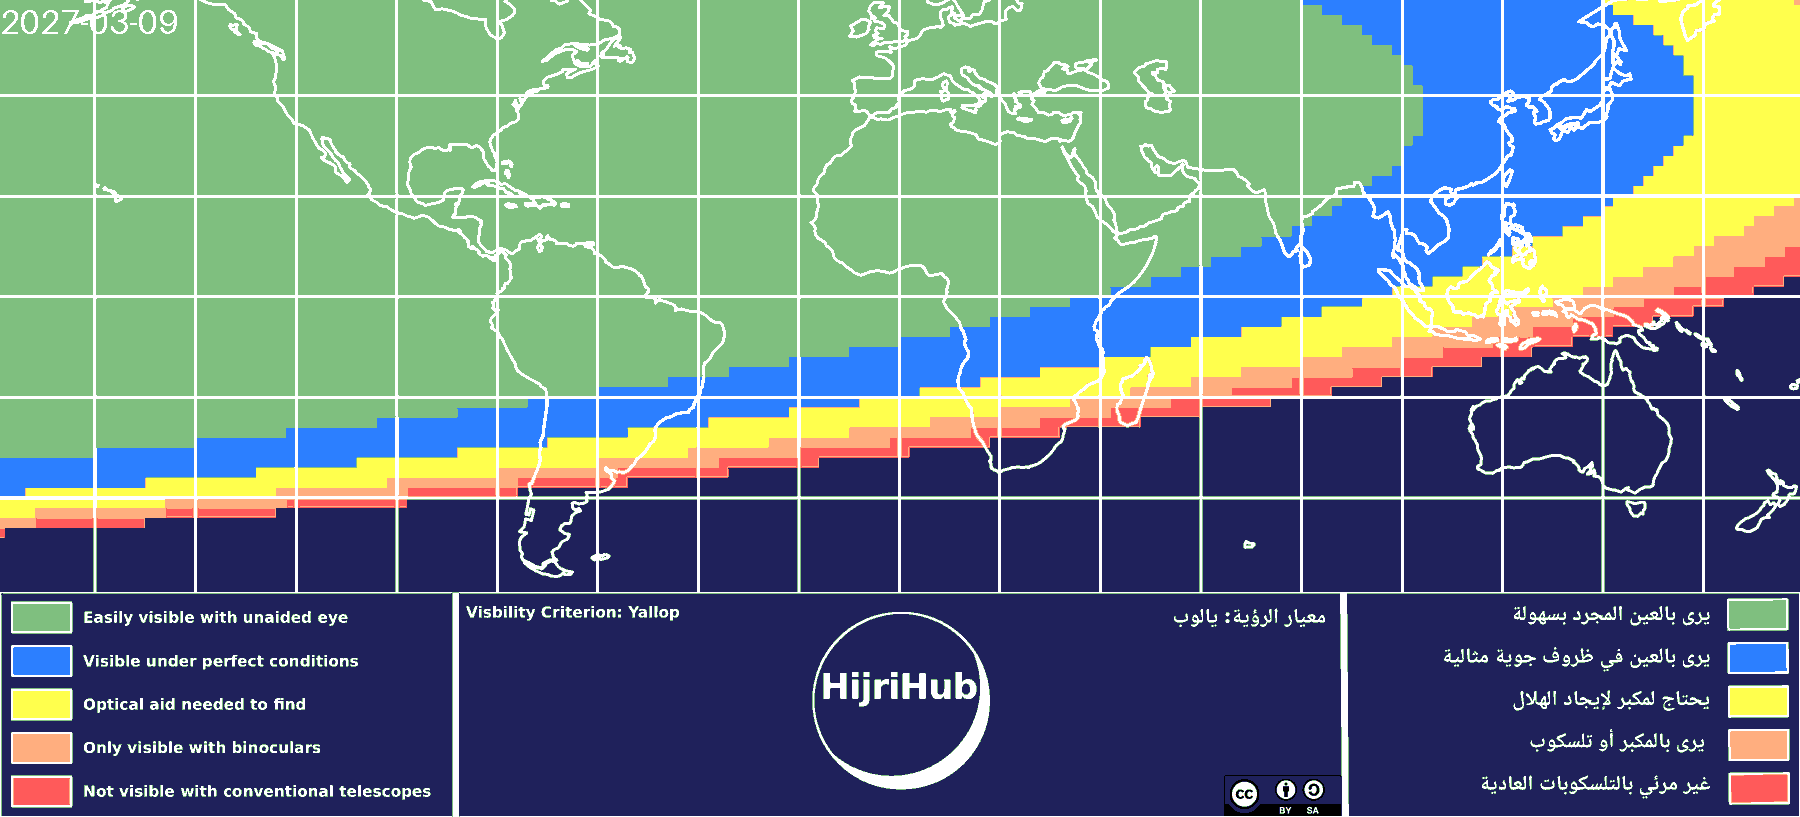 2027-03-09
Easily visible with unaided eye
Visible under perfect conditions
Optical aid needed to find
Only visible with binoculars
Not visible with conventional telescopes
Visbility Criterion: Yallop
معيار الرؤية: يالوب
HijriHub
cc
BY SA
يرى بالعين المجرد بسهولة
يرى بالعين في ظروف جوية مثالية
يحتاج لمكبر لإيجاد الهلال
يرى بالمكبر أو تلسكوب
غير مرئي بالتلسكوبات العادية